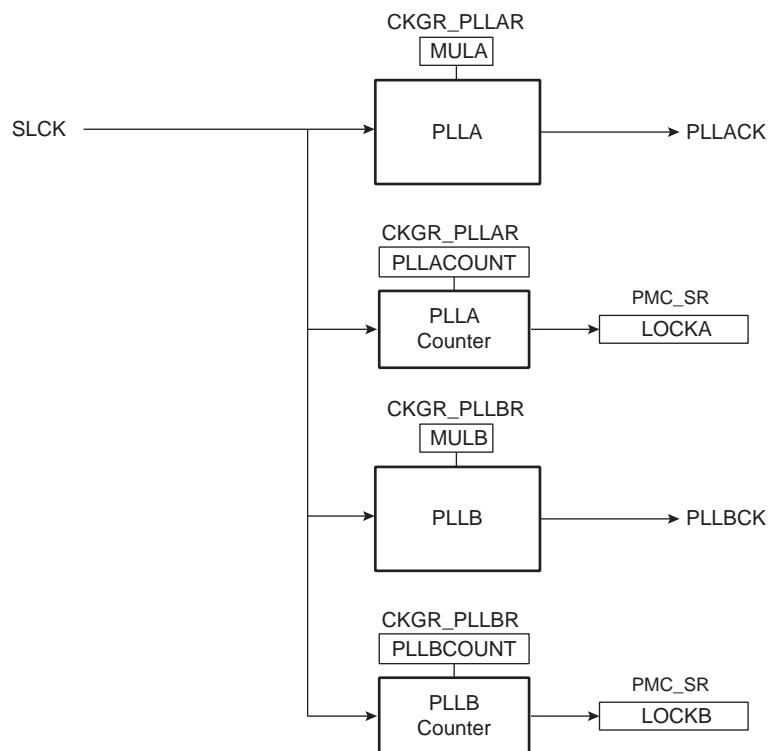 CKGR_PLLAR
MULA
SLCK
PLLA
PLLACK
CKGR_PLLAR
PLLACOUNT
PLLA
Counter
PMC_SR
LOCKA
CKGR_PLLBR
MULB
PLLB
PLLBCK
CKGR_PLLBR
PLLBCOUNT
PLLB
Counter
PMC_SR
LOCKB